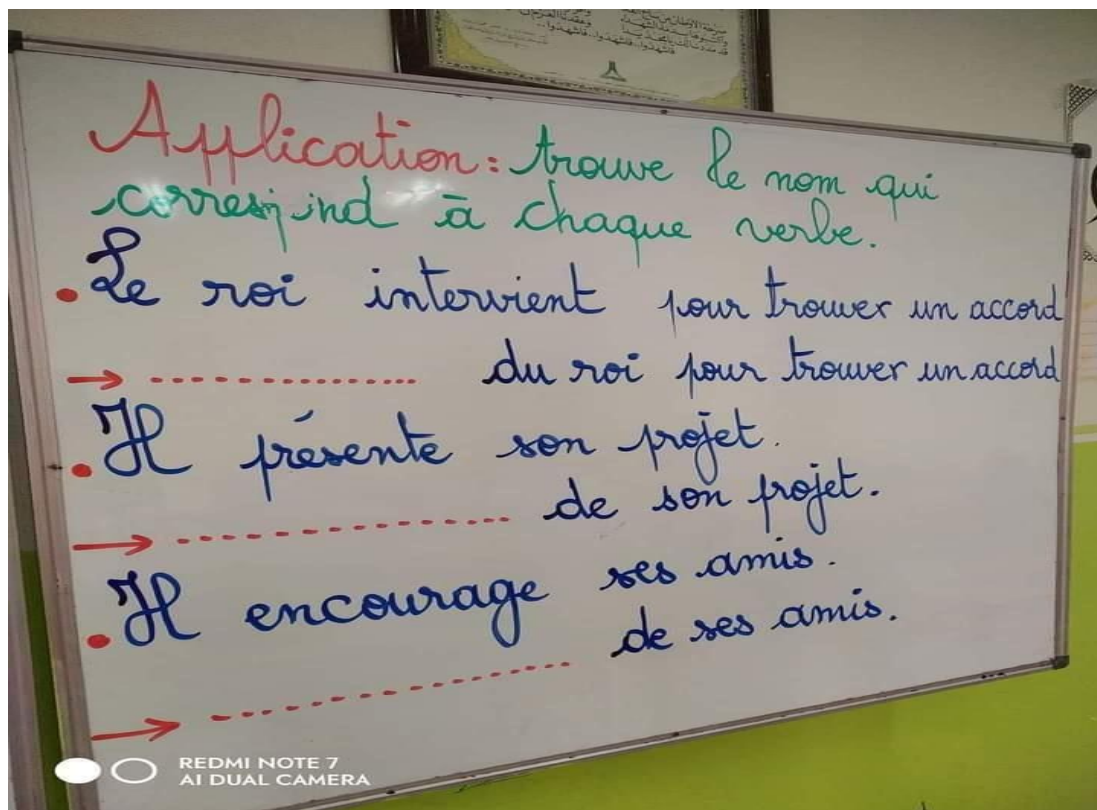 Application: trouve le nom qui
correspond à chaque verbe.
. Le roi intervient pour trouver un accord
→ ................ du roi pour trouver un accord
. Il présente son projet.
→ ................ de son projet.
. Il encourage ses amis.
→ ................ de ses amis.
REDMI NOTE 7
AI DUAL CAMERA